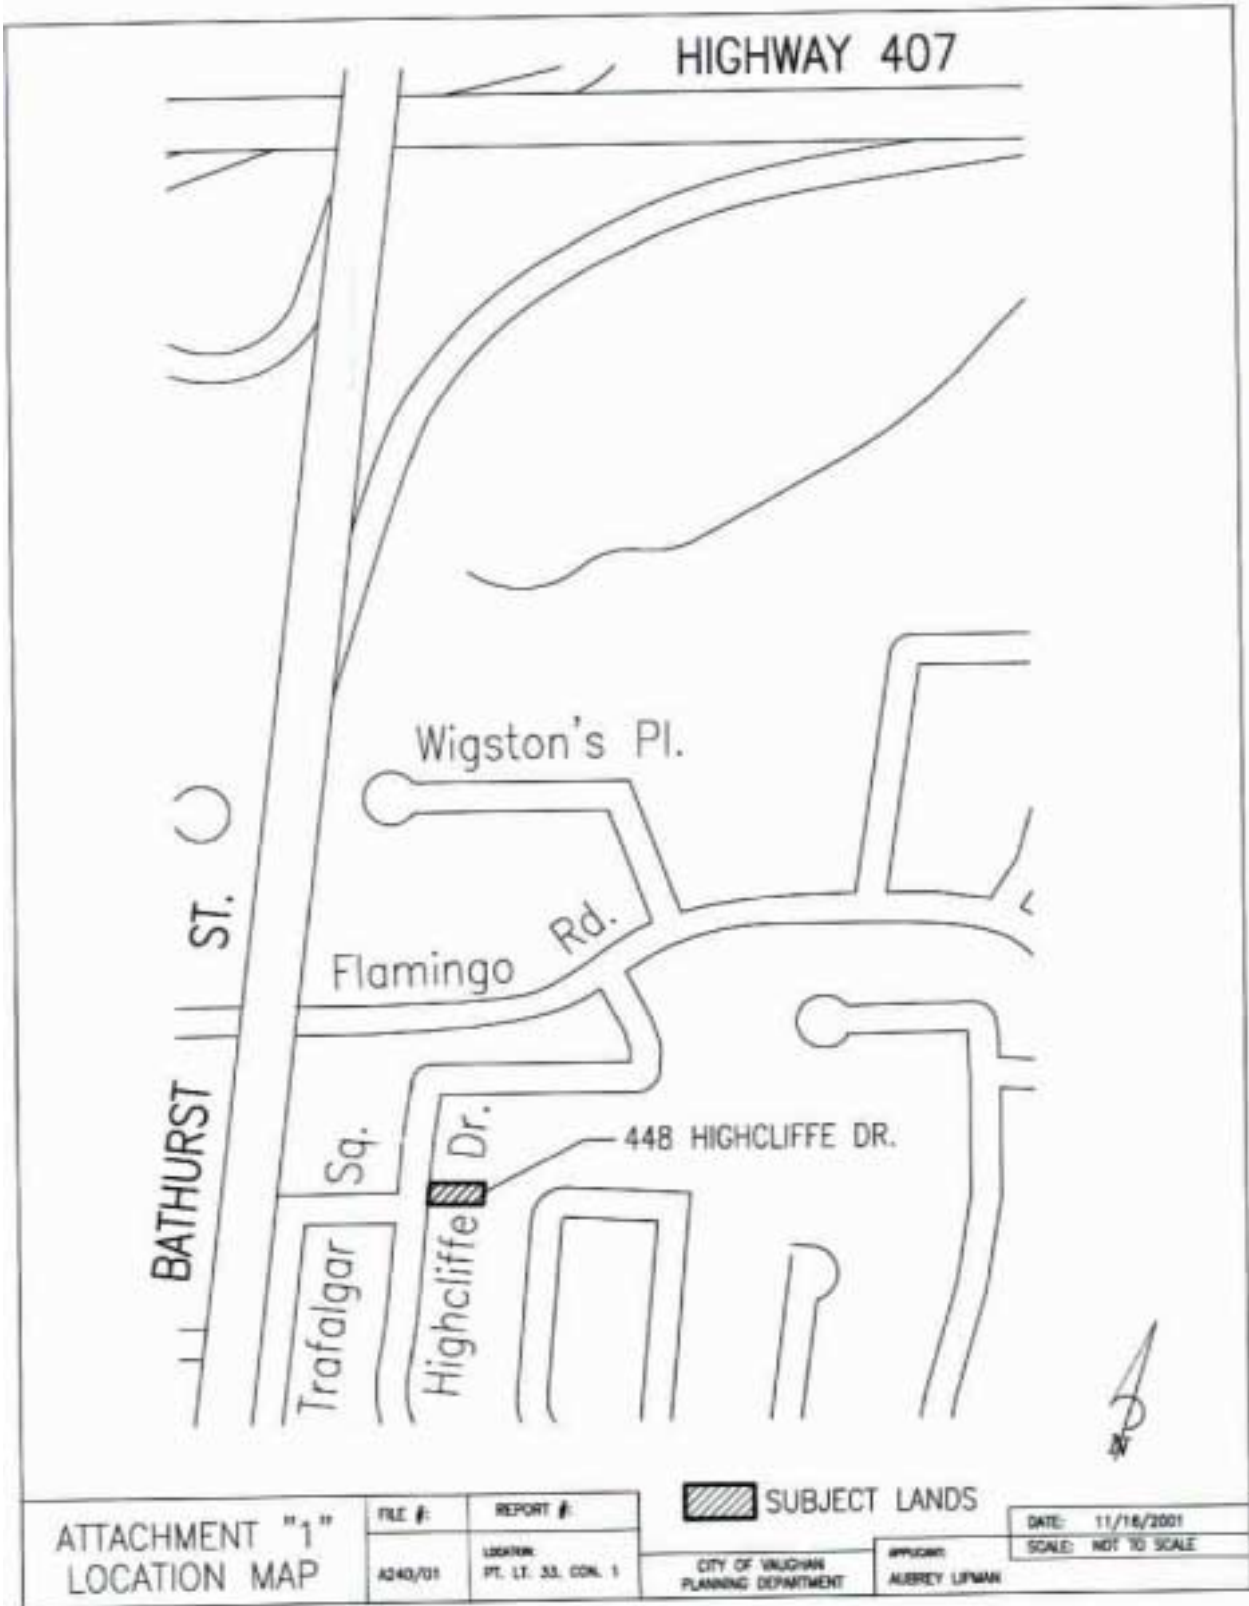 HIGHWAY 407
Wigston's Pl.
BATHURST ST.
Flamingo Rd.
448 HIGHCLIFFE DR.
Trafalgar Sq.
Highcliffe Dr.
N
SUBJECT LANDS
ATTACHMENT "1"
LOCATION MAP
FILE #:
A240/01
REPORT #:
LOCATION:
PT. LT. 33, CON. 1
CITY OF VAUGHAN
PLANNING DEPARTMENT
APPLICANT:
AUBREY LIPMAN
DATE: 11/16/2001
SCALE: NOT TO SCALE